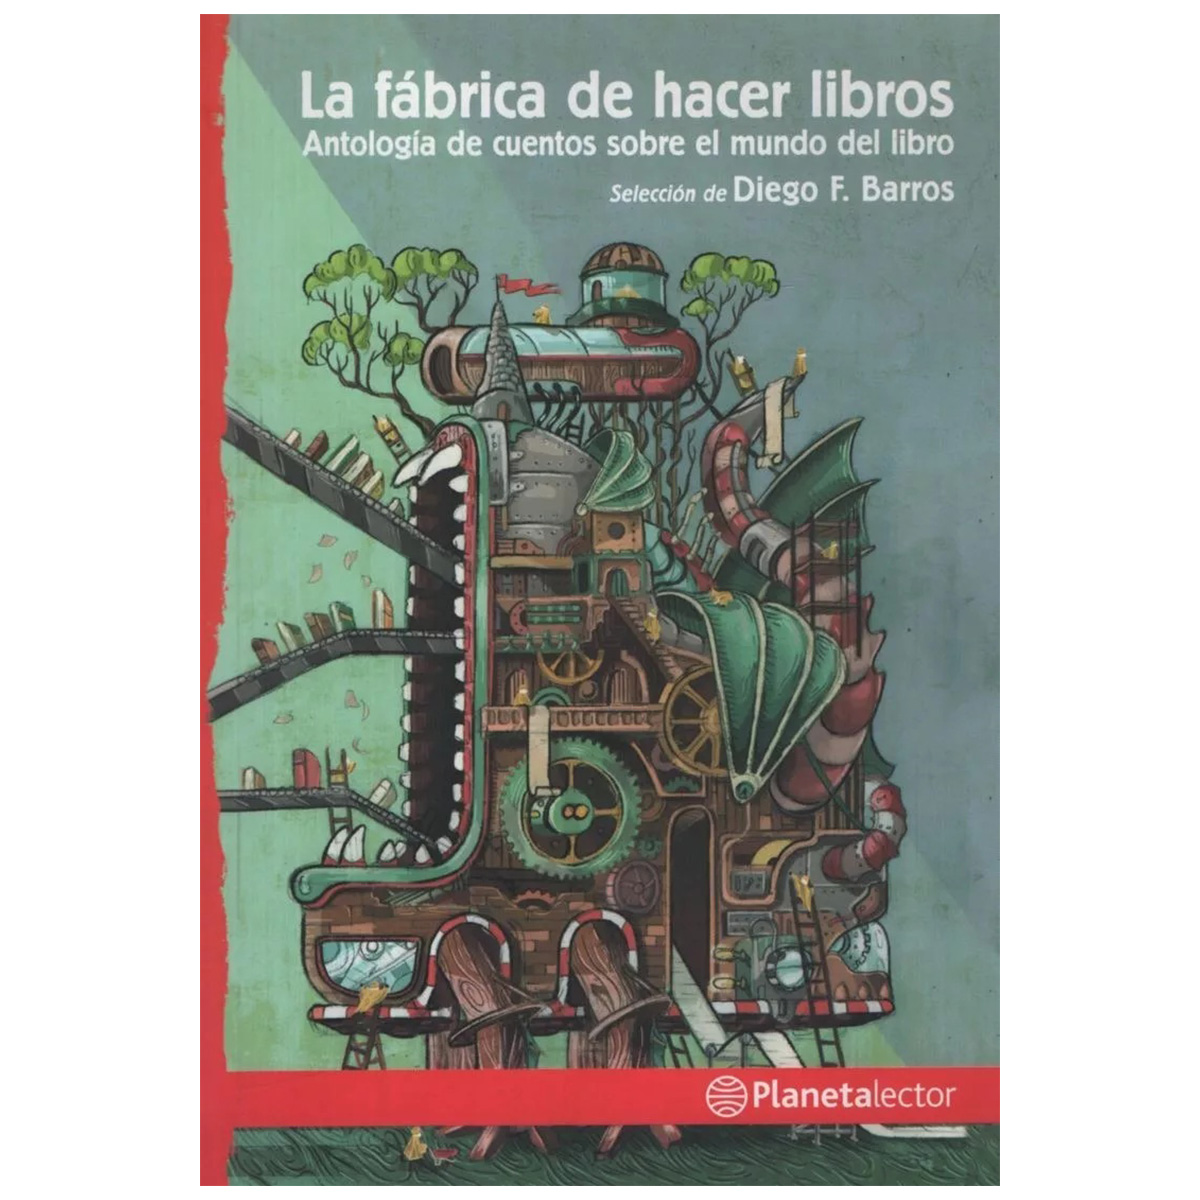 La fábrica de hacer libros
Antología de cuentos sobre el mundo del libro
Selección de Diego F. Barros
Planetalector